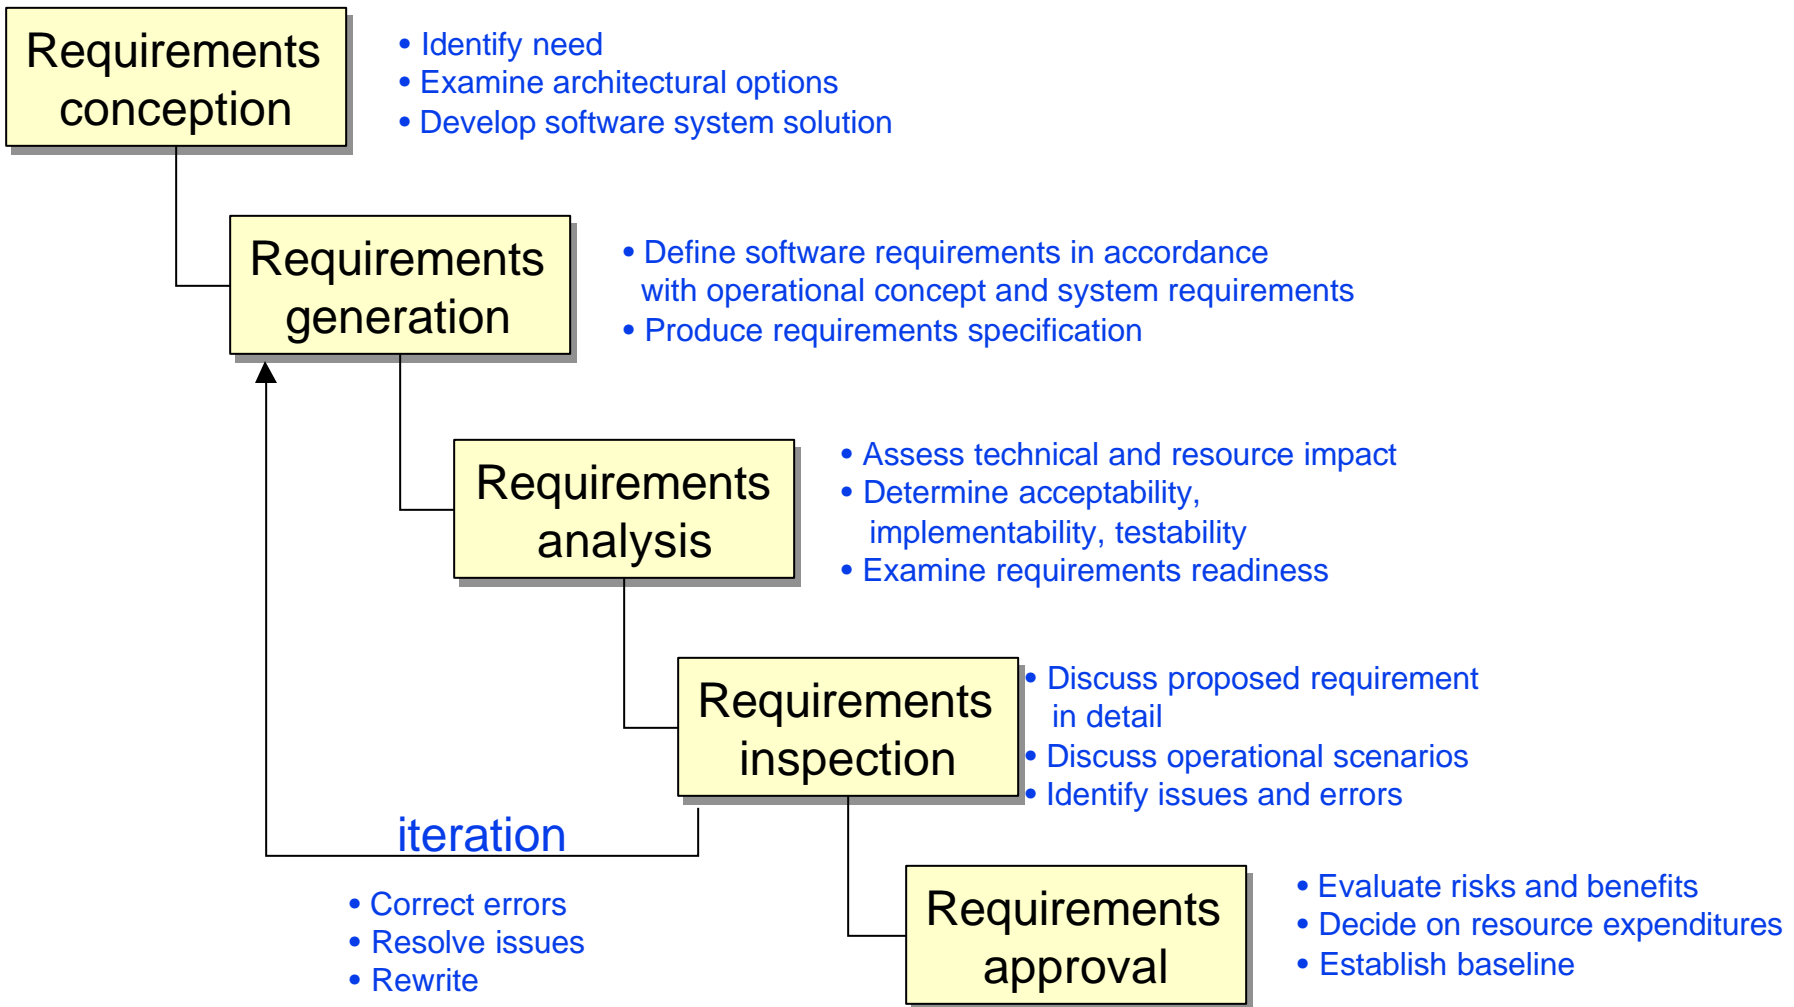 Requirements
conception
• Identify need
• Examine architectural options
• Develop software system solution
Requirements
generation
• Define software requirements in accordance
with operational concept and system requirements
• Produce requirements specification
Requirements
analysis
• Assess technical and resource impact
• Determine acceptability,
implementability, testability
• Examine requirements readiness
Requirements
inspection
• Discuss proposed requirement
in detail
• Discuss operational scenarios
• Identify issues and errors
iteration
• Correct errors
• Resolve issues
• Rewrite
Requirements
approval
• Evaluate risks and benefits
• Decide on resource expenditures
• Establish baseline